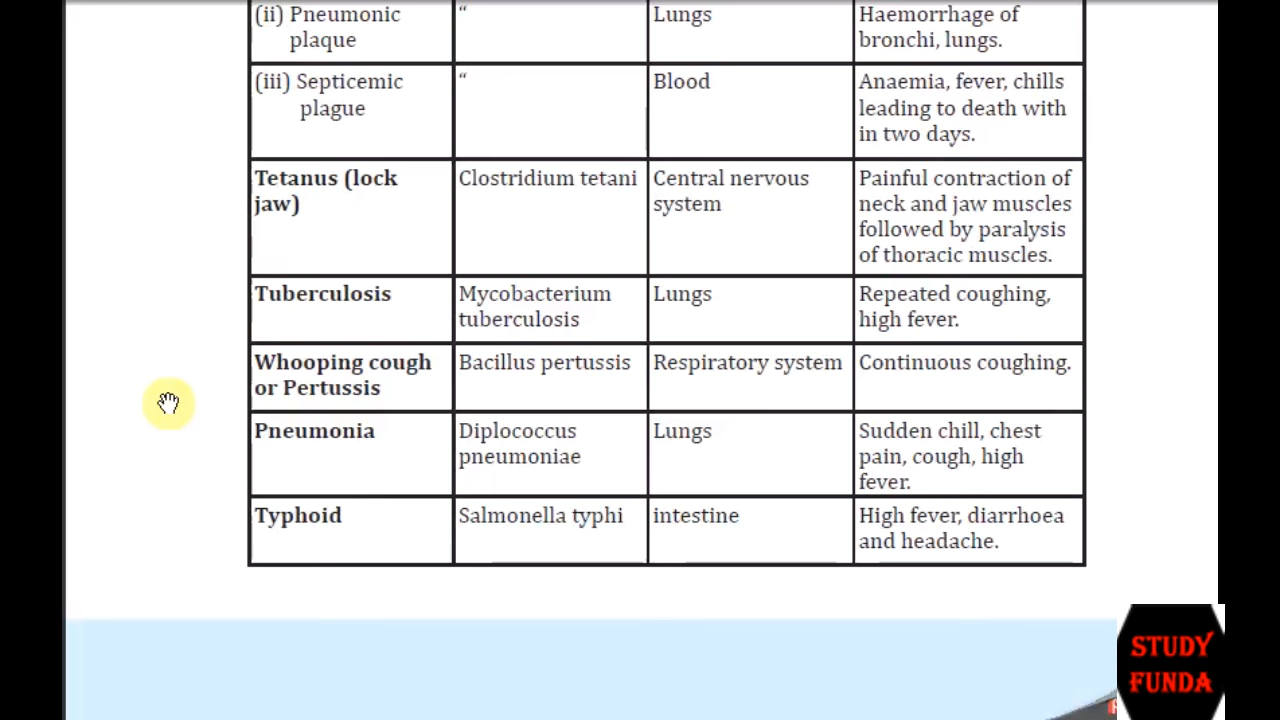 (ii) Pneumonic “ Lungs Haemorrhage of
plaque bronchi, lungs.
(iii) Septicemic “ Blood Anaemia, fever, chills
plague leading to death with
in two days.
Tetanus (lock Clostridium tetani Central nervous Painful contraction of
jaw) system neck and jaw muscles
followed by paralysis
of thoracic muscles.
Tuberculosis Mycobacterium Lungs Repeated coughing,
tuberculosis high fever.
Whooping cough Bacillus pertussis Respiratory system Continuous coughing.
or Pertussis
Pneumonia Diplococcus Lungs Sudden chill, chest
pneumoniae pain, cough, high
fever.
Typhoid Salmonella typhi intestine High fever, diarrhoea
and headache.
STUDY
FUNDA